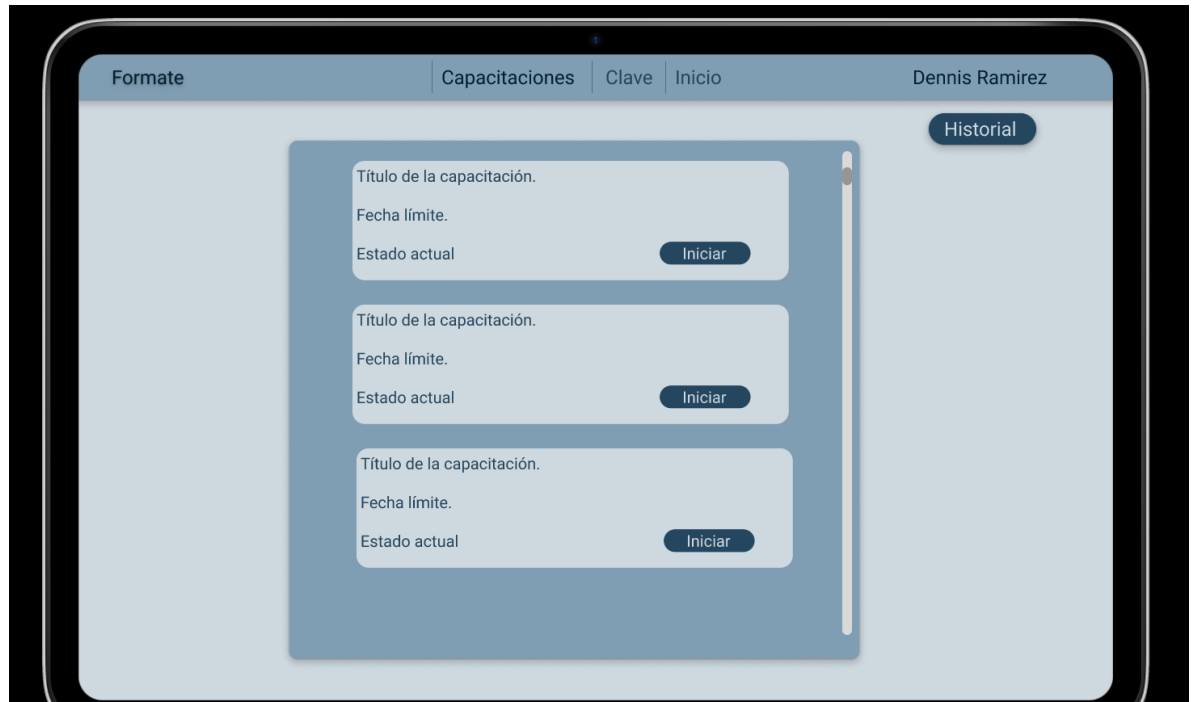 Formate
Capacitaciones
Clave
Inicio
Dennis Ramirez
Historial
Título de la capacitación.
Fecha límite.
Estado actual
Iniciar
Título de la capacitación.
Fecha límite.
Estado actual
Iniciar
Título de la capacitación.
Fecha límite.
Estado actual
Iniciar